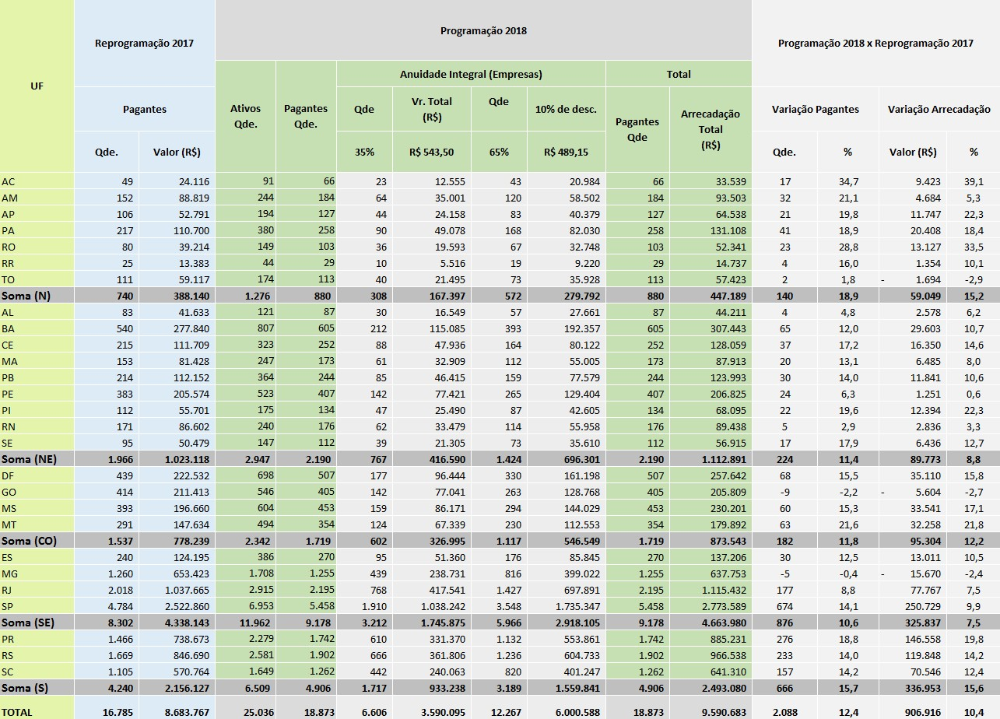 Reprogramação 2017
Programação 2018
Programação 2018 x Reprogramação 2017
UF
Anuidade Integral (Empresas)
Total
Pagantes
Ativos
Qde.
Pagantes
Qde.
Qde
Vr. Total
(R$)
Qde
10% de desc.
Pagantes
Qde
Arrecadação
Total
(R$)
Variação Pagantes
Variação Arrecadação
Qde.
Valor (R$)
35%
R$ 543,50
65%
R$ 489,15
Qde.
%
Valor (R$)
%
AC 49 24.116 91 66 23 12.555 43 20.984 66 33.539 17 34,7 9.423 39,1
AM 152 88.819 244 184 64 35.001 120 58.502 184 93.503 32 21,1 4.684 5,3
AP 106 52.791 194 127 44 24.158 83 40.379 127 64.538 21 19,8 11.747 22,3
PA 217 110.700 380 258 90 49.078 168 82.030 258 131.108 41 18,9 20.408 18,4
RO 80 39.214 149 103 36 19.593 67 32.748 103 52.341 23 28,8 13.127 33,5
RR 25 13.383 44 29 10 5.516 19 9.220 29 14.737 4 16,0 1.354 10,1
TO 111 59.117 174 113 40 21.495 73 35.928 113 57.423 2 1,8 - 1.694 -2,9
Soma (N) 740 388.140 1.276 880 308 167.397 572 279.792 880 447.189 140 18,9 59.049 15,2
AL 83 41.633 121 87 30 16.549 57 27.661 87 44.211 4 4,8 2.578 6,2
BA 540 277.840 807 605 212 115.085 393 192.357 605 307.443 65 12,0 29.603 10,7
CE 215 111.709 323 252 88 47.936 164 80.122 252 128.059 37 17,2 16.350 14,6
MA 153 81.428 247 173 61 32.909 112 55.005 173 87.913 20 13,1 6.485 8,0
PB 214 112.152 364 244 85 46.415 159 77.579 244 123.993 30 14,0 11.841 10,6
PE 383 205.574 523 407 142 77.421 265 129.404 407 206.825 24 6,3 1.251 0,6
PI 112 55.701 175 134 47 25.490 87 42.605 134 68.095 22 19,6 12.394 22,3
RN 171 86.602 240 176 62 33.479 114 55.958 176 89.438 5 2,9 2.836 3,3
SE 95 50.479 147 112 39 21.305 73 35.610 112 56.915 17 17,9 6.436 12,7
Soma (NE) 1.966 1.023.118 2.947 2.190 767 416.590 1.424 696.301 2.190 1.112.891 224 11,4 89.773 8,8
DF 439 222.532 698 507 177 96.444 330 161.198 507 257.642 68 15,5 35.110 15,8
GO 414 211.413 546 405 142 77.041 263 128.768 405 205.809 -9 -2,2 - 5.604 -2,7
MS 393 196.660 604 453 159 86.171 294 144.029 453 230.201 60 15,3 33.541 17,1
MT 291 147.634 494 354 124 67.339 230 112.553 354 179.892 63 21,6 32.258 21,8
Soma (CO) 1.537 778.239 2.342 1.719 602 326.995 1.117 546.549 1.719 873.543 182 11,8 95.304 12,2
ES 240 124.195 386 270 95 51.360 176 85.845 270 137.206 30 12,5 13.011 10,5
MG 1.260 653.423 1.708 1.255 439 238.731 816 399.022 1.255 637.753 -5 -0,4 - 15.670 -2,4
RJ 2.018 1.037.665 2.915 2.195 768 417.541 1.427 697.891 2.195 1.115.432 177 8,8 77.767 7,5
SP 4.784 2.522.860 6.953 5.458 1.910 1.038.242 3.548 1.735.347 5.458 2.773.589 674 14,1 250.729 9,9
Soma (SE) 8.302 4.338.143 11.962 9.178 3.212 1.745.875 5.966 2.918.105 9.178 4.663.980 876 10,6 325.837 7,5
PR 1.466 738.673 2.279 1.742 610 331.370 1.132 553.861 1.742 885.231 276 18,8 146.558 19,8
RS 1.669 846.690 2.581 1.902 666 361.806 1.236 604.733 1.902 966.538 233 14,0 119.848 14,2
SC 1.105 570.764 1.649 1.262 442 240.063 820 401.247 1.262 641.310 157 14,2 70.546 12,4
Soma (S) 4.240 2.156.127 6.509 4.906 1.717 933.238 3.189 1.559.841 4.906 2.493.080 666 15,7 336.953 15,6
TOTAL 16.785 8.683.767 25.036 18.873 6.606 3.590.095 12.267 6.000.588 18.873 9.590.683 2.088 12,4 906.916 10,4